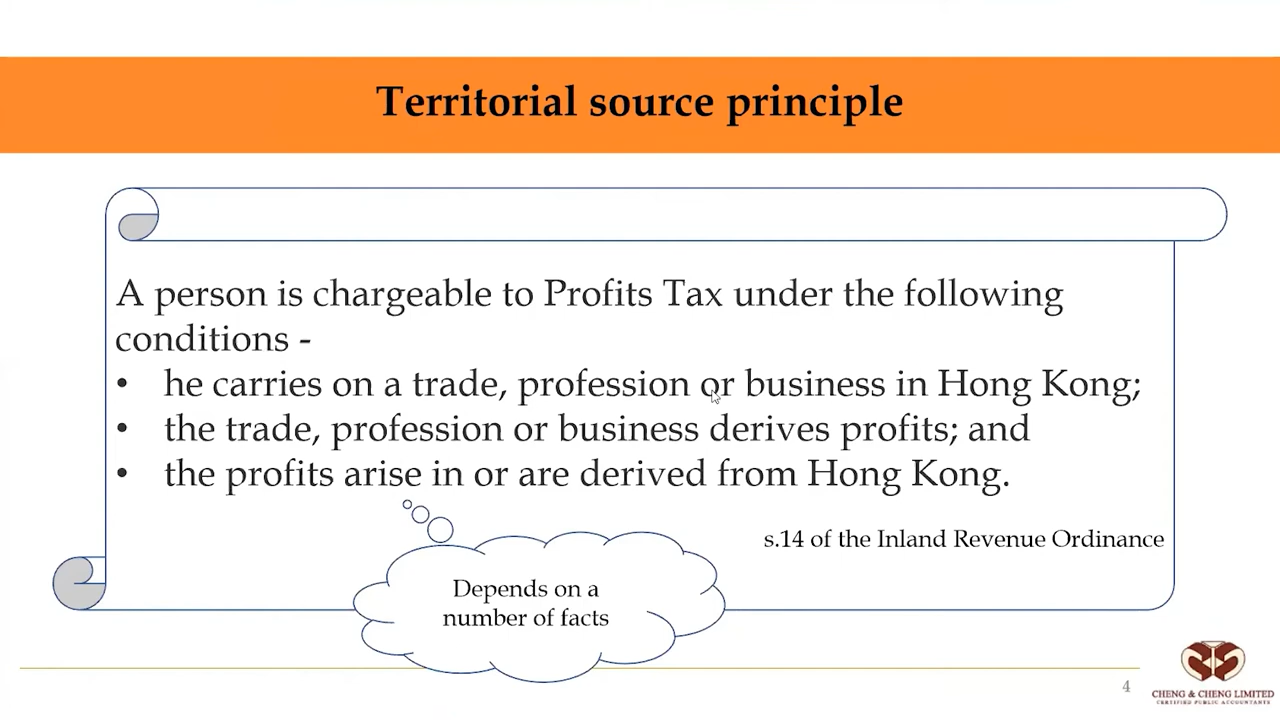 Territorial source principle
A person is chargeable to Profits Tax under the following
conditions -
• he carries on a trade, profession or business in Hong Kong;
• the trade, profession or business derives profits; and
• the profits arise in or are derived from Hong Kong.
s.14 of the Inland Revenue Ordinance
Depends on a
number of facts
4
CHENG & CHENG LIMITED
CERTIFIED PUBLIC ACCOUNTANTS